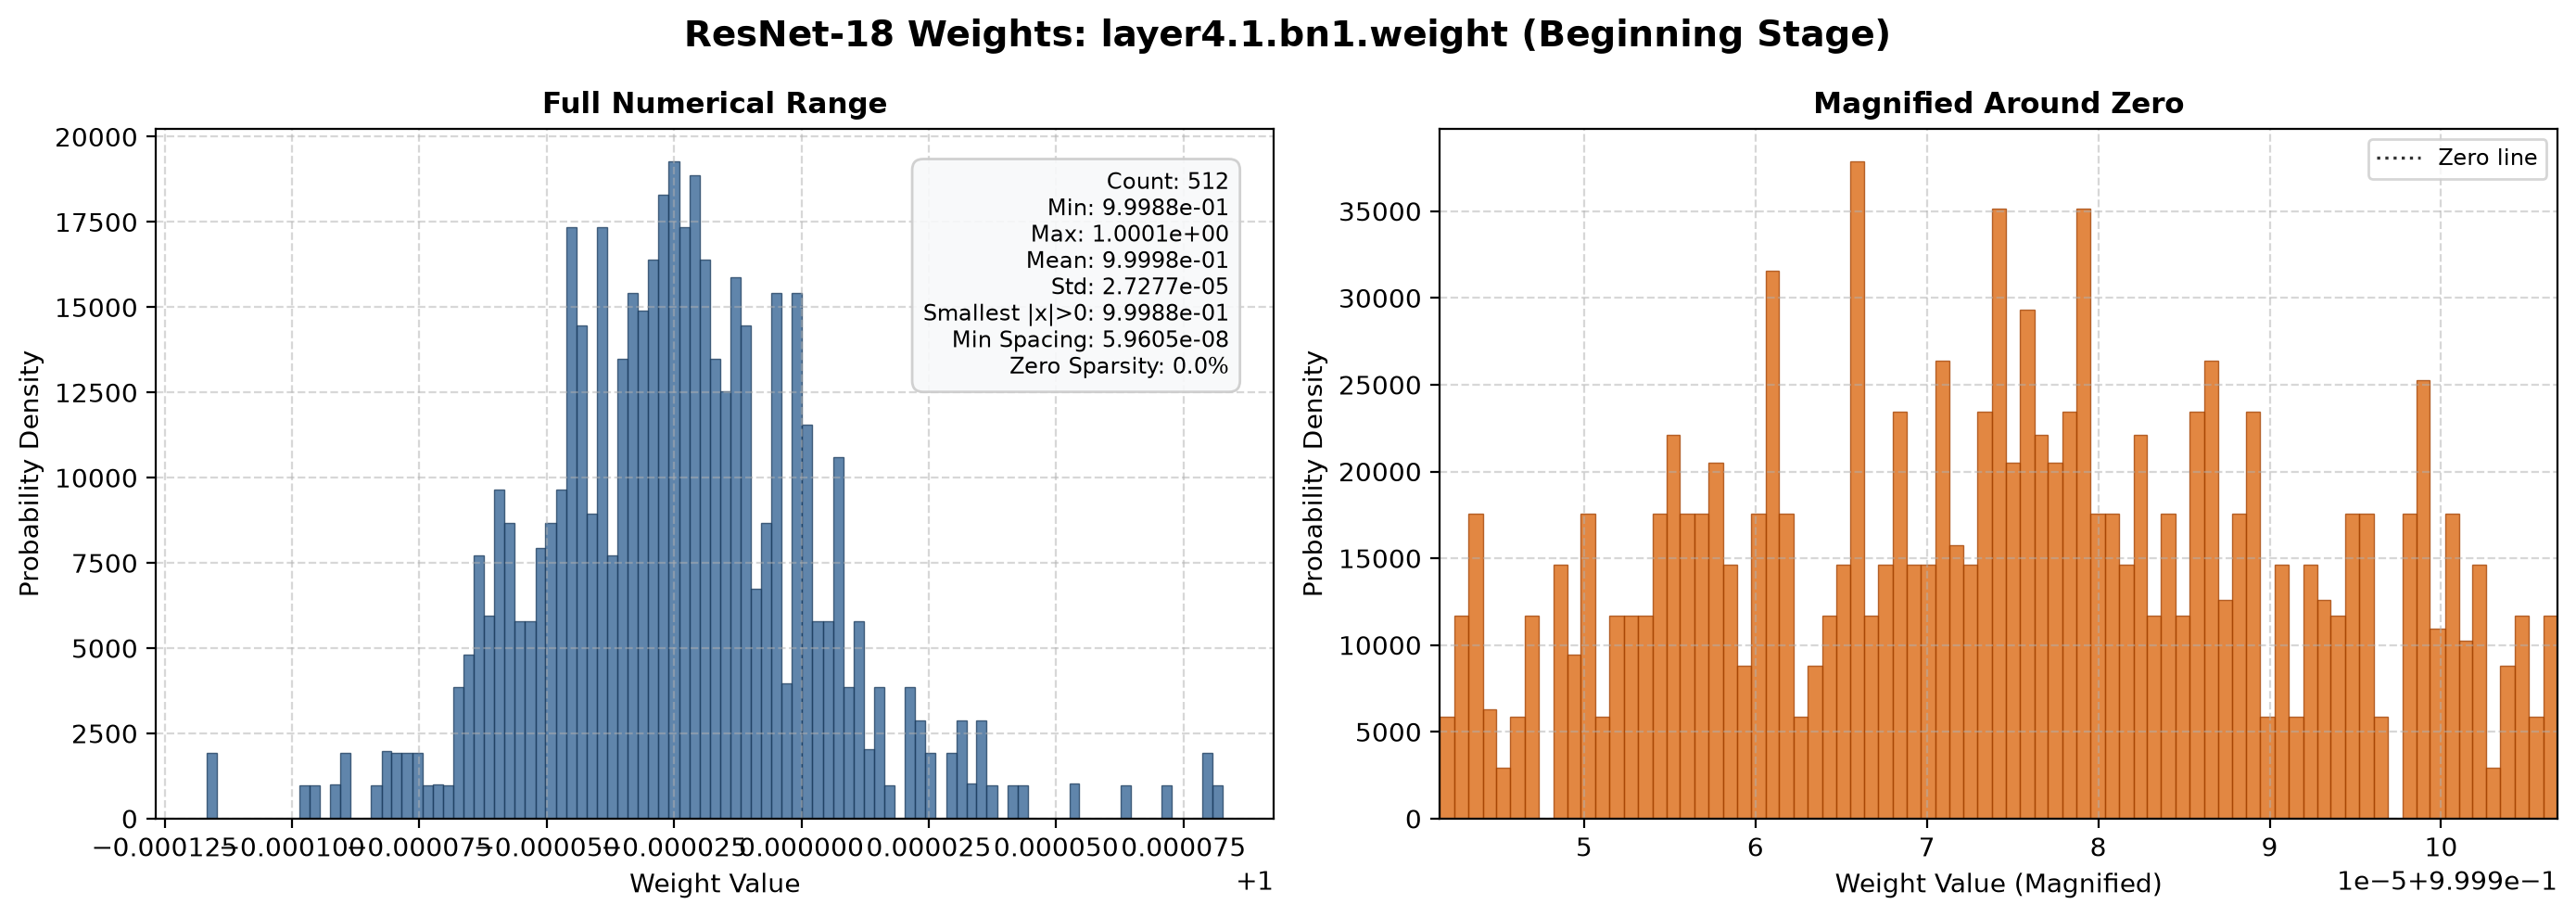 ResNet-18 Weights: layer4.1.bn1.weight (Beginning Stage)
Full Numerical Range
20000
17500
15000
12500
10000
7500
5000
2500
0
Probability Density
Count: 512
Min: 9.9988e-01
Max: 1.0001e+00
Mean: 9.9998e-01
Std: 2.7277e-05
Smallest |x|>0: 9.9988e-01
Min Spacing: 5.9605e-08
Zero Sparsity: 0.0%
−0.000125 −0.000100 −0.000075 −0.000050 −0.000025 0.000000 0.000025 0.000050 0.000075
Weight Value
+1
Magnified Around Zero
Zero line
35000
30000
25000
20000
15000
10000
5000
0
Probability Density
5 6 7 8 9 10
Weight Value (Magnified)
1e−5+9.999e−1